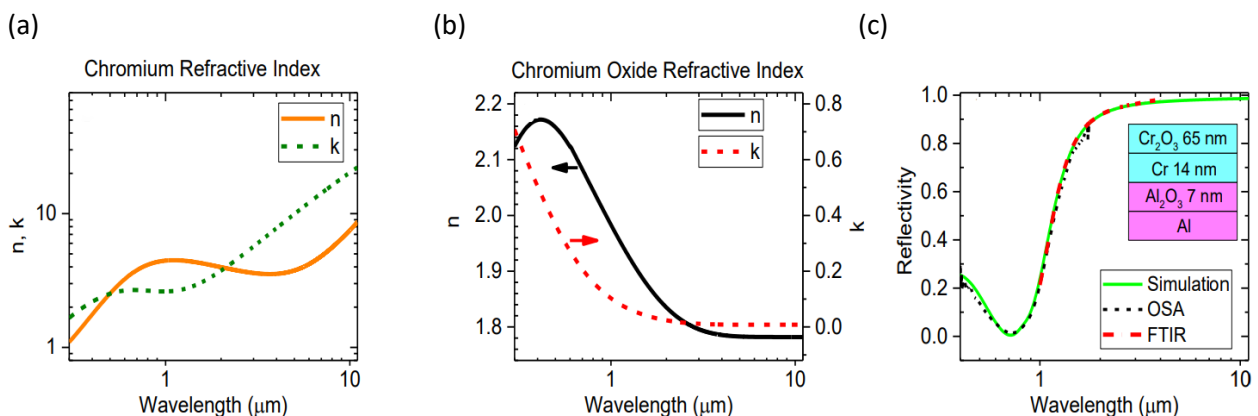 (a)
Chromium Refractive Index
n
k
n, k
10
1
1
10
Wavelength (μm)
(b)
Chromium Oxide Refractive Index
n
k
n
2.2
2.1
2.0
1.9
1.8
0.8
0.6
0.4
0.2
0.0
k
1
10
Wavelength (μm)
(c)
Reflectivity
1.0
0.8
0.6
0.4
0.2
0.0
Cr₂O₃ 65 nm
Cr 14 nm
Al₂O₃ 7 nm
Al
Simulation
OSA
FTIR
1
10
Wavelength (μm)